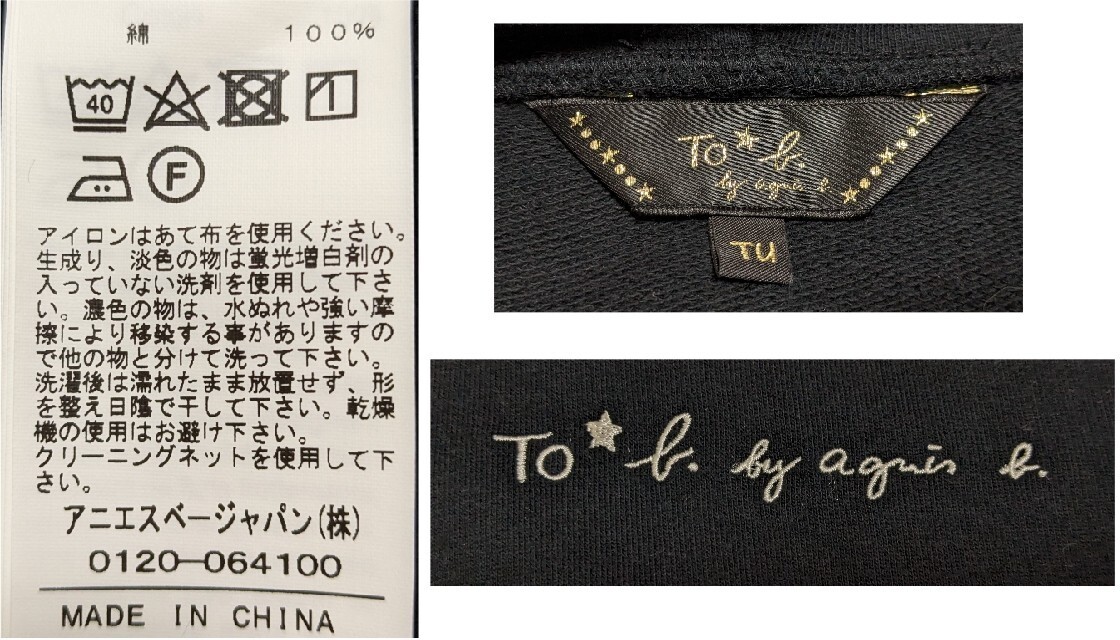 綿 100%
40
F
アイロンはあて布を使用ください。
生成り、淡色の物は蛍光増白剤の
入っていない洗剤を使用して下さ
い。濃色の物は、水ぬれや強い摩
擦により移染する事がありますの
で他の物と分けて洗って下さい。
洗濯後は濡れたまま放置せず、形
を整え日陰で干して下さい。乾燥
機の使用はお避け下さい。
クリーニングネットを使用して下
さい。
アニエスベージャパン(株)
0120-064100
MADE IN CHINA
To★b.
by agnès b.
TU
To★b. by agnès b.